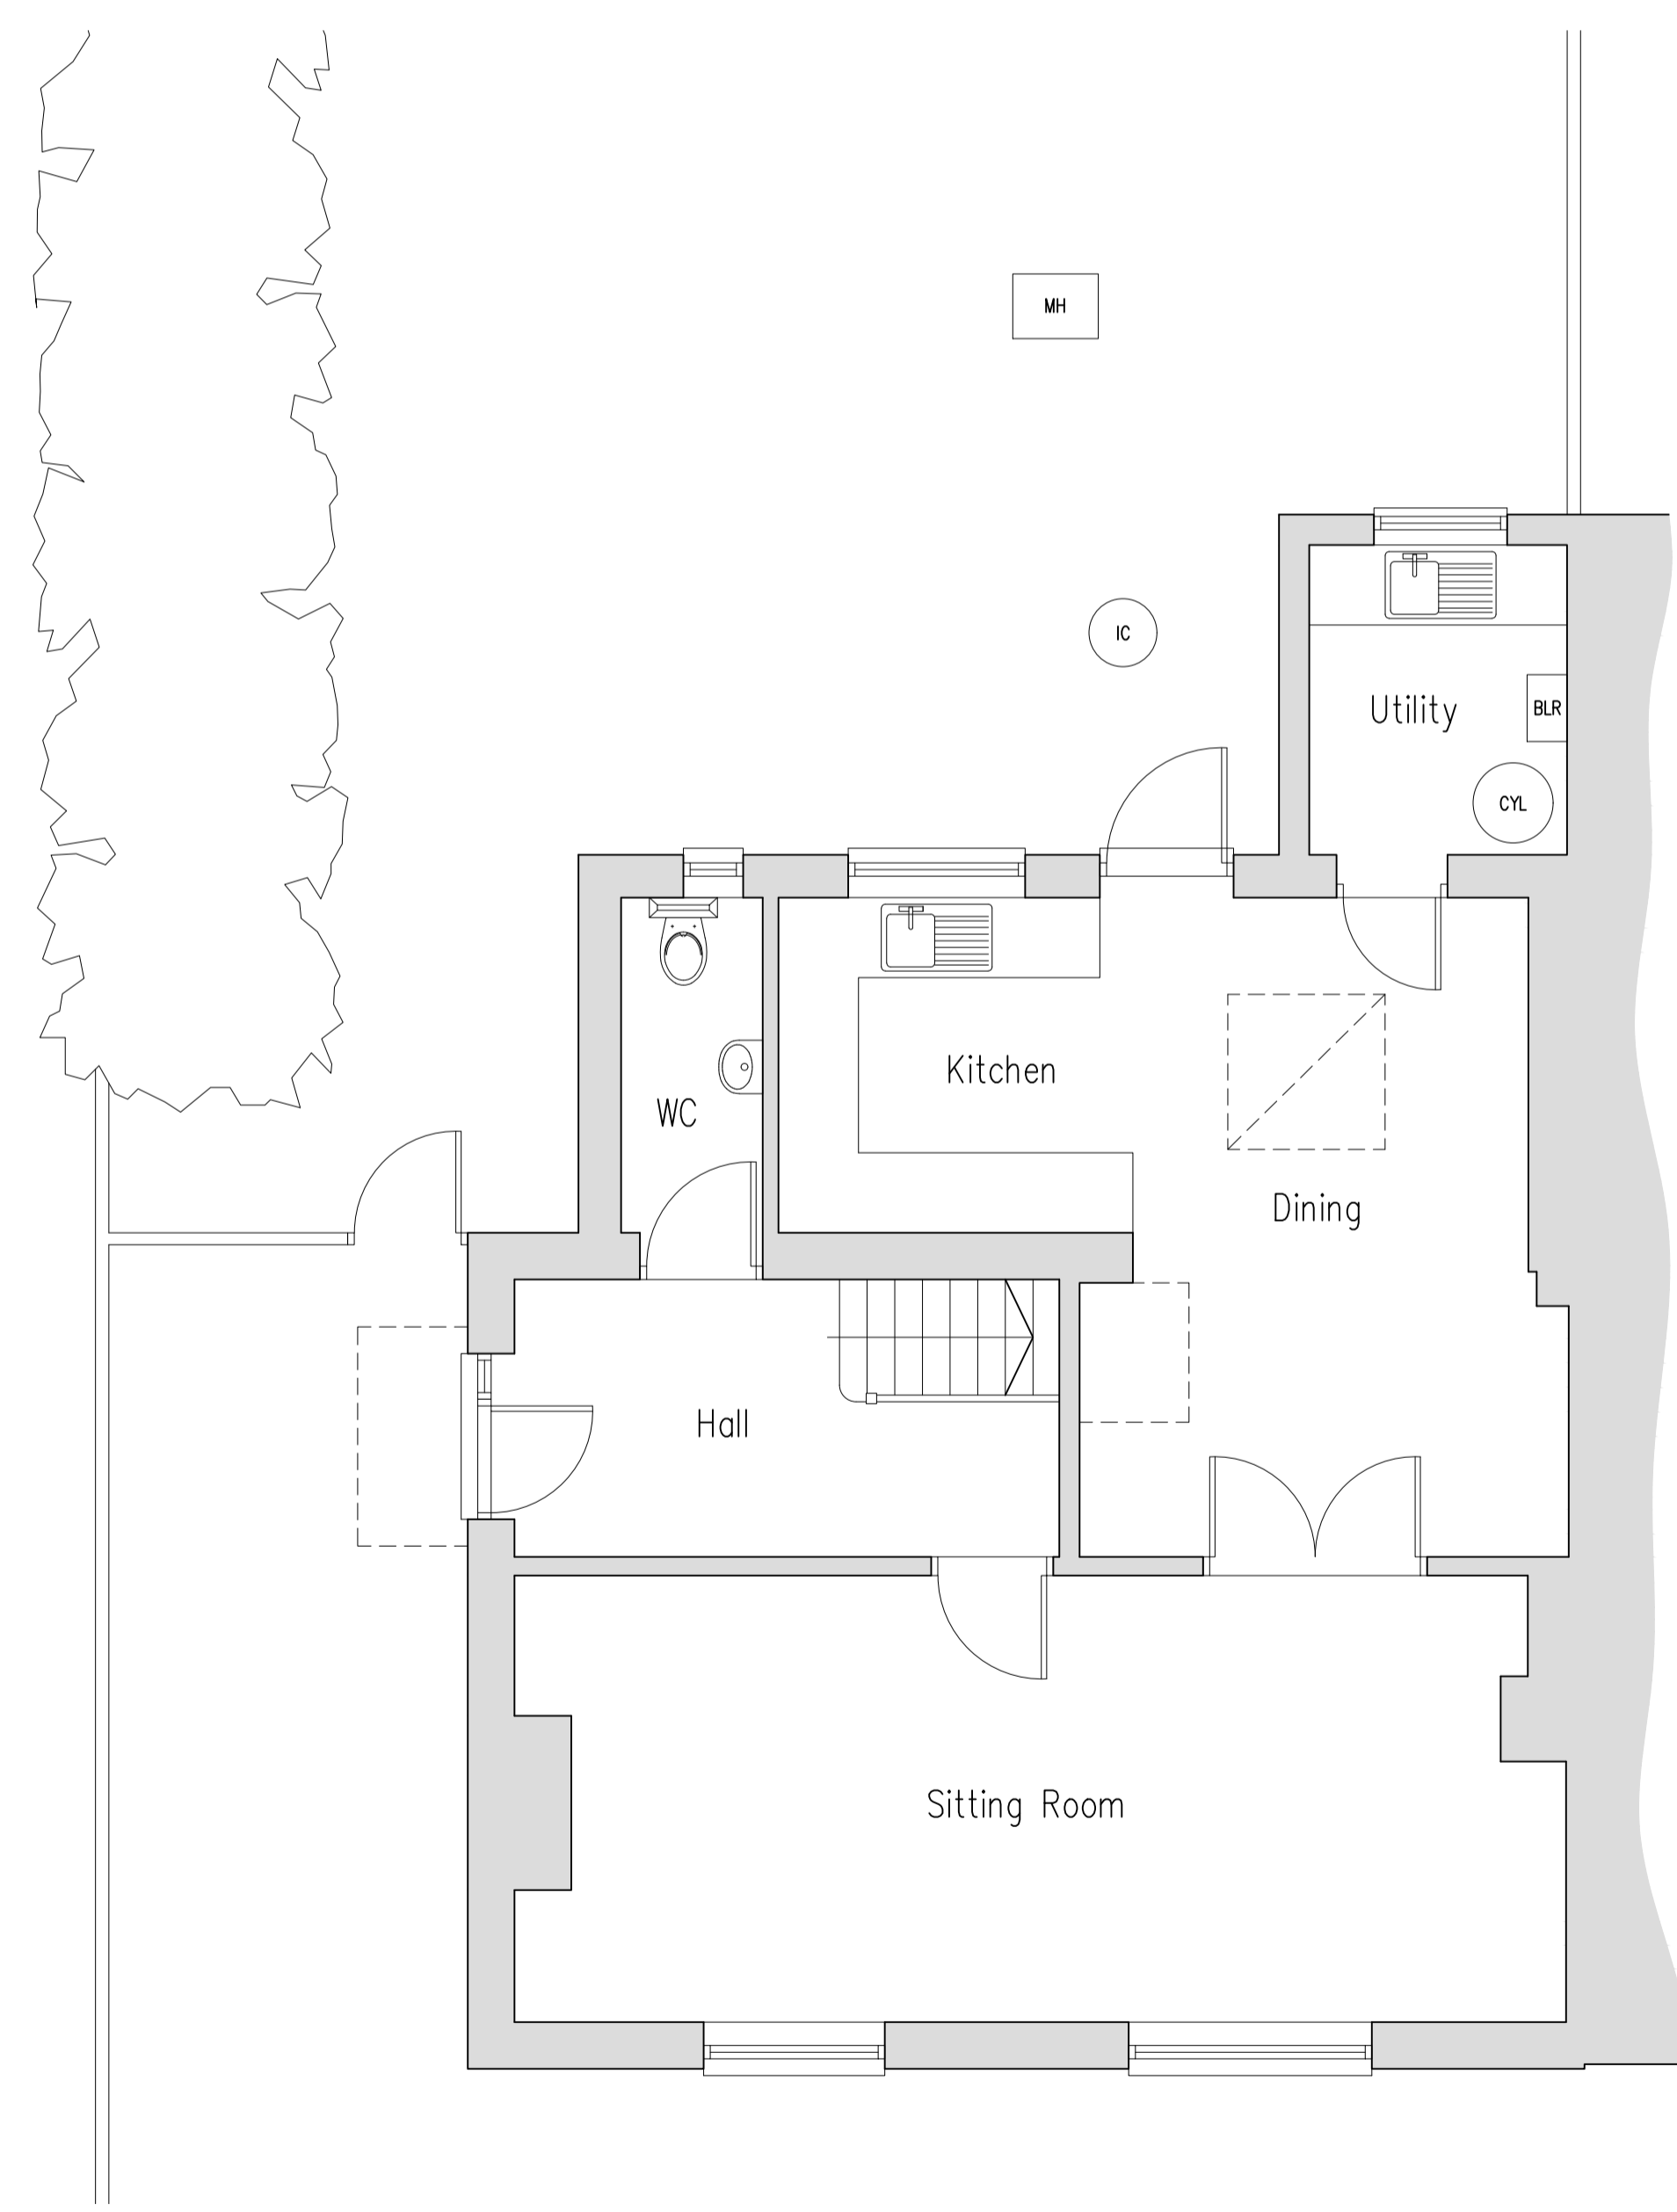 MH
IC
Utility
BLR
CYL
Kitchen
WC
Dining
Hall
Sitting Room